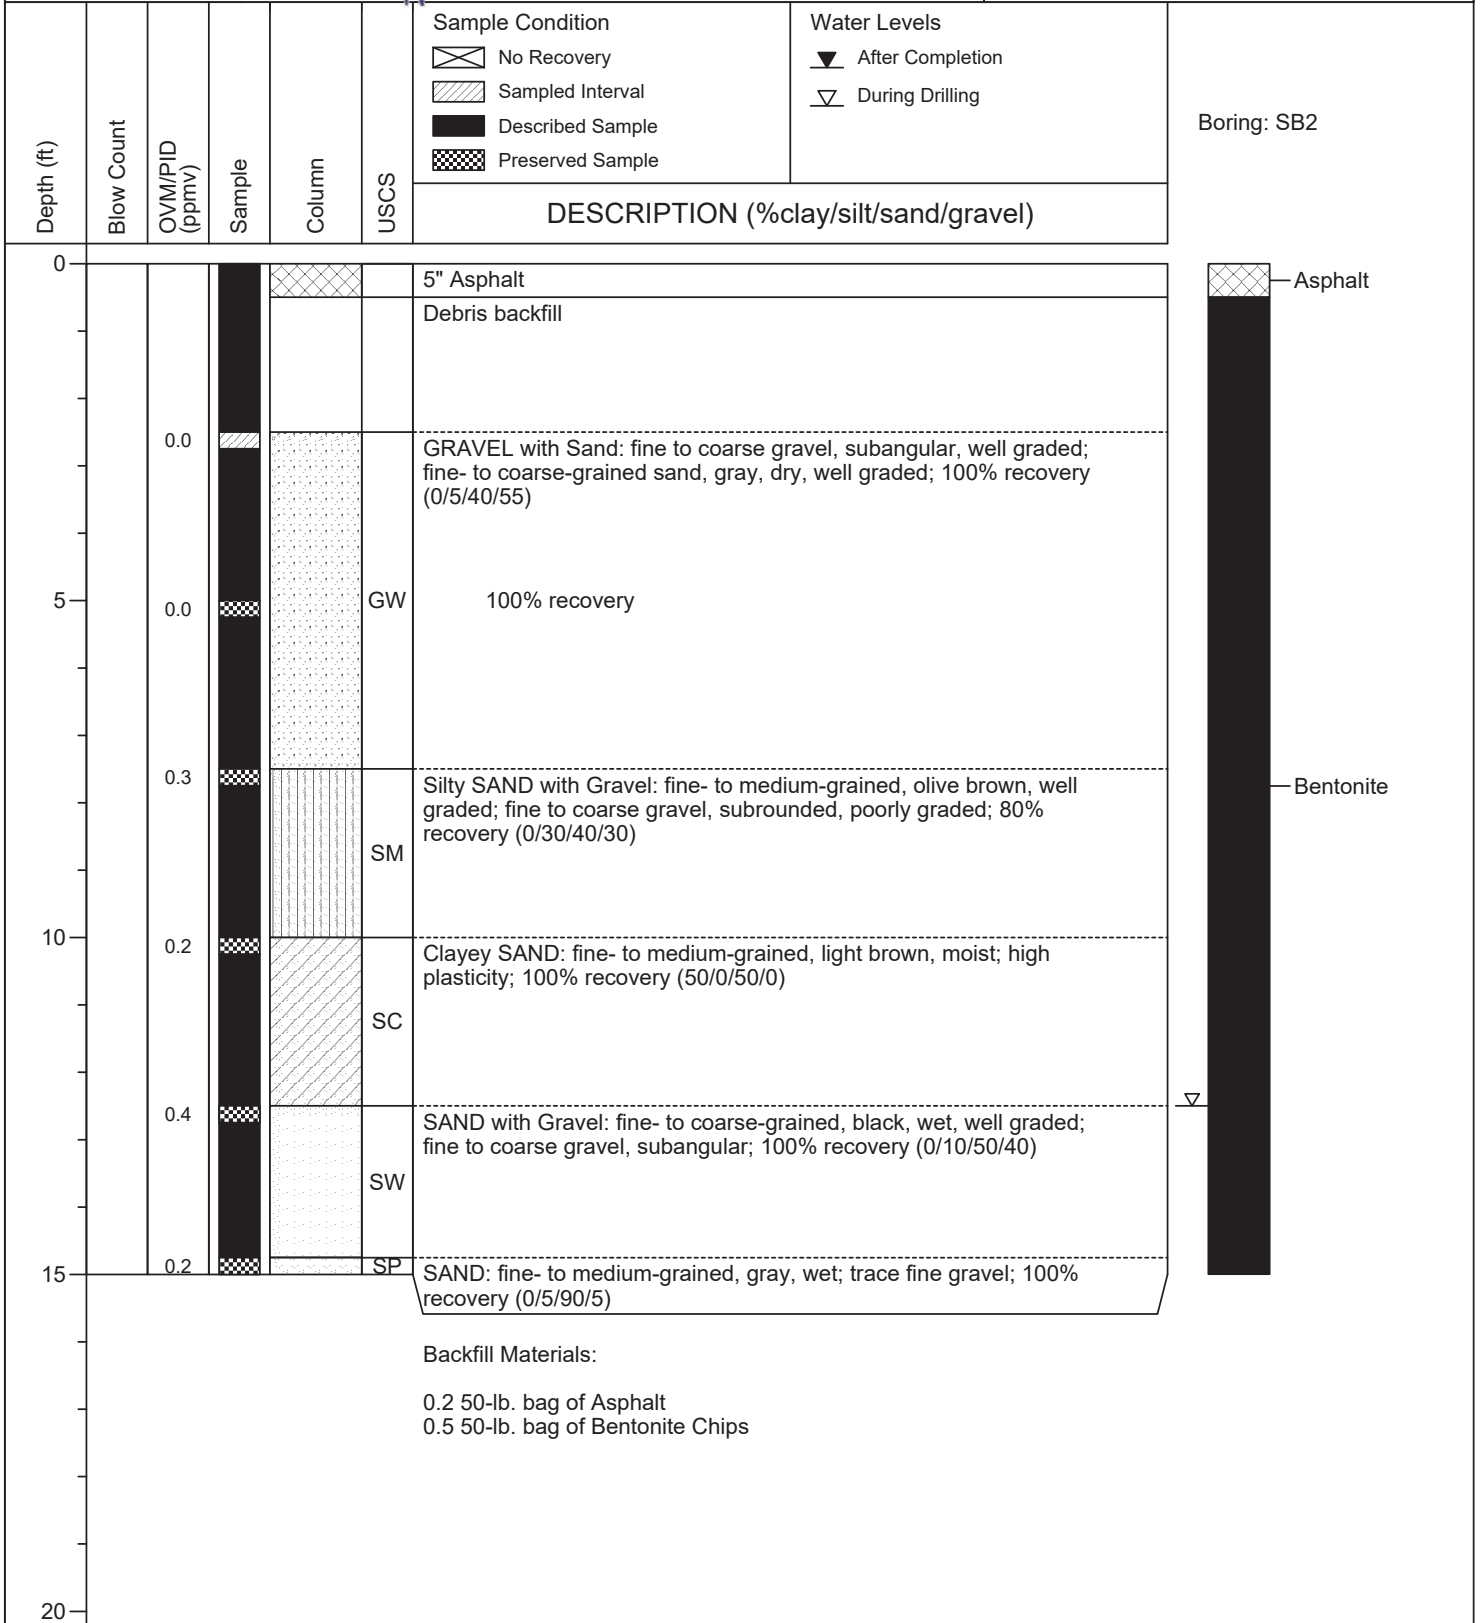 Sample Condition
No Recovery
Sampled Interval
Described Sample
Preserved Sample
Water Levels
After Completion
During Drilling
Boring: SB2
Depth (ft)
Blow Count
OVM/PID
(ppmv)
Sample
Column
USCS
DESCRIPTION (%clay/silt/sand/gravel)
0
5" Asphalt
Asphalt
Debris backfill
0.0
GRAVEL with Sand: fine to coarse gravel, subangular, well graded;
fine- to coarse-grained sand, gray, dry, well graded; 100% recovery
(0/5/40/55)
5
0.0
GW
100% recovery
0.3
Silty SAND with Gravel: fine- to medium-grained, olive brown, well
graded; fine to coarse gravel, subrounded, poorly graded; 80%
recovery (0/30/40/30)
Bentonite
SM
10
0.2
Clayey SAND: fine- to medium-grained, light brown, moist; high
plasticity; 100% recovery (50/0/50/0)
SC
0.4
SAND with Gravel: fine- to coarse-grained, black, wet, well graded;
fine to coarse gravel, subangular; 100% recovery (0/10/50/40)
SW
15
0.2
SP
SAND: fine- to medium-grained, gray, wet; trace fine gravel; 100%
recovery (0/5/90/5)
Backfill Materials:
0.2 50-lb. bag of Asphalt
0.5 50-lb. bag of Bentonite Chips
20